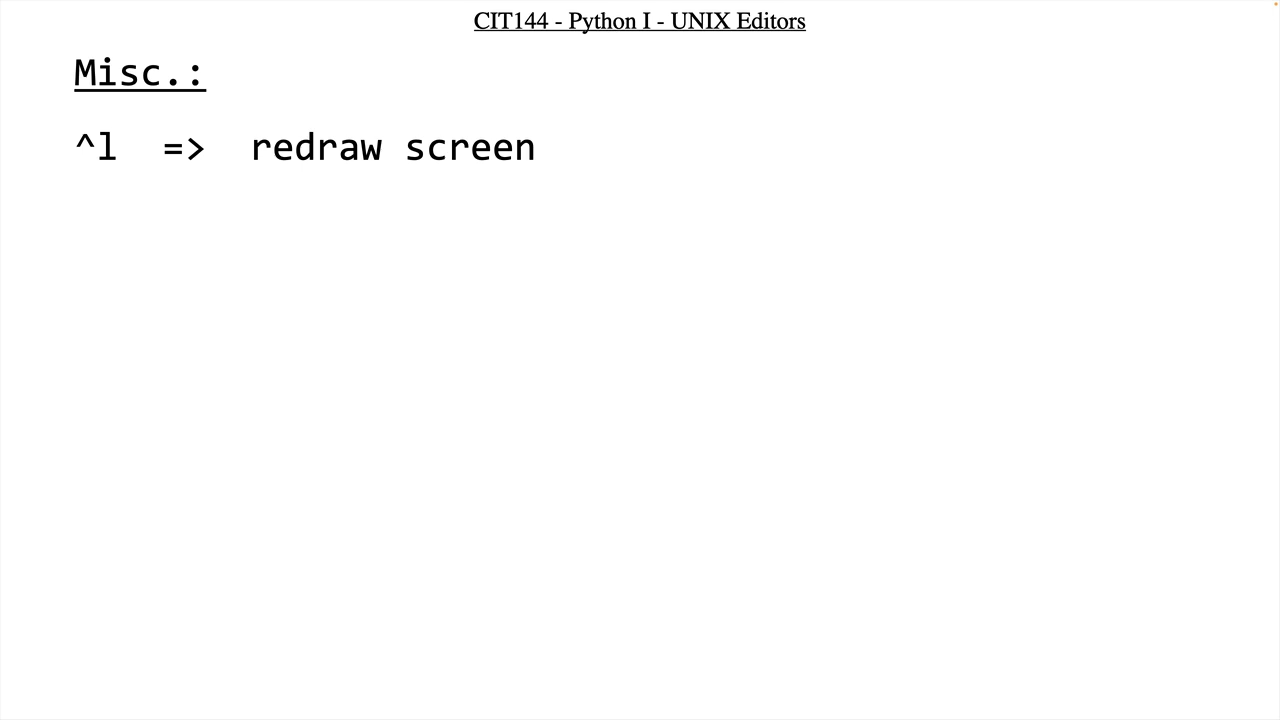 CIT144 - Python I - UNIX Editors
Misc.:
^l  =>  redraw screen